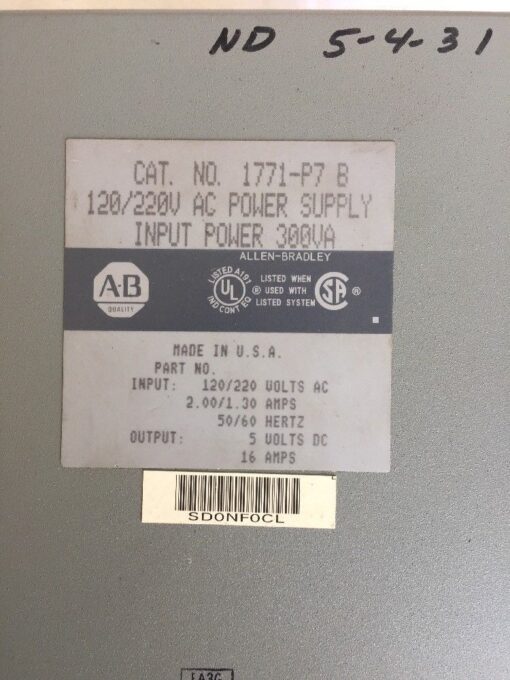 ND 5-4-31
CAT. NO. 1771-P7 B
120/220V AC POWER SUPPLY
INPUT POWER 300VA
ALLEN-BRADLEY
A-B
QUALITY
LISTED A191
UL
IND CONT EQ
®
LISTED WHEN
USED WITH
LISTED SYSTEM
SA
®
MADE IN U.S.A.
PART NO.
INPUT: 120/220 VOLTS AC
2.00/1.30 AMPS
50/60 HERTZ
OUTPUT: 5 VOLTS DC
16 AMPS
SD0NF0CL